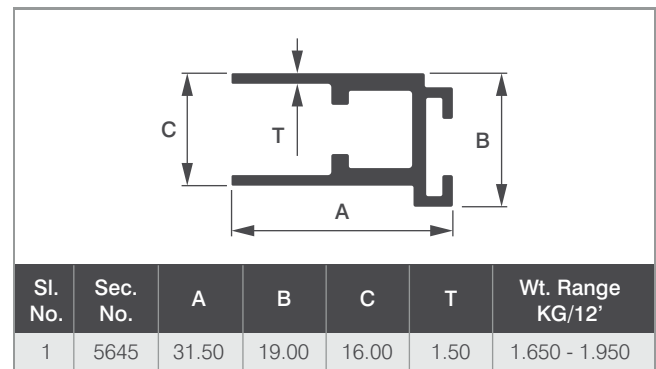 C
T
B
A
Sl. No. Sec. No. A B C T Wt. Range KG/12'
1 5645 31.50 19.00 16.00 1.50 1.650 - 1.950